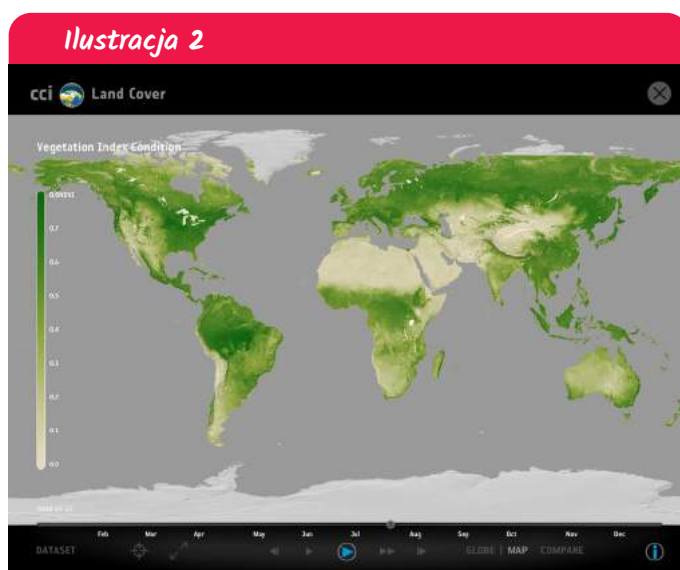 Ilustracja 2
cci Land Cover
Vegetation Index Condition
0.7
0.6
0.5
0.4
0.3
0.2
0.1
0.0
Feb Mar Apr May Jun Jul Aug Sep Oct Nov Dec
DATASET GLOBE | MAP COMPARE